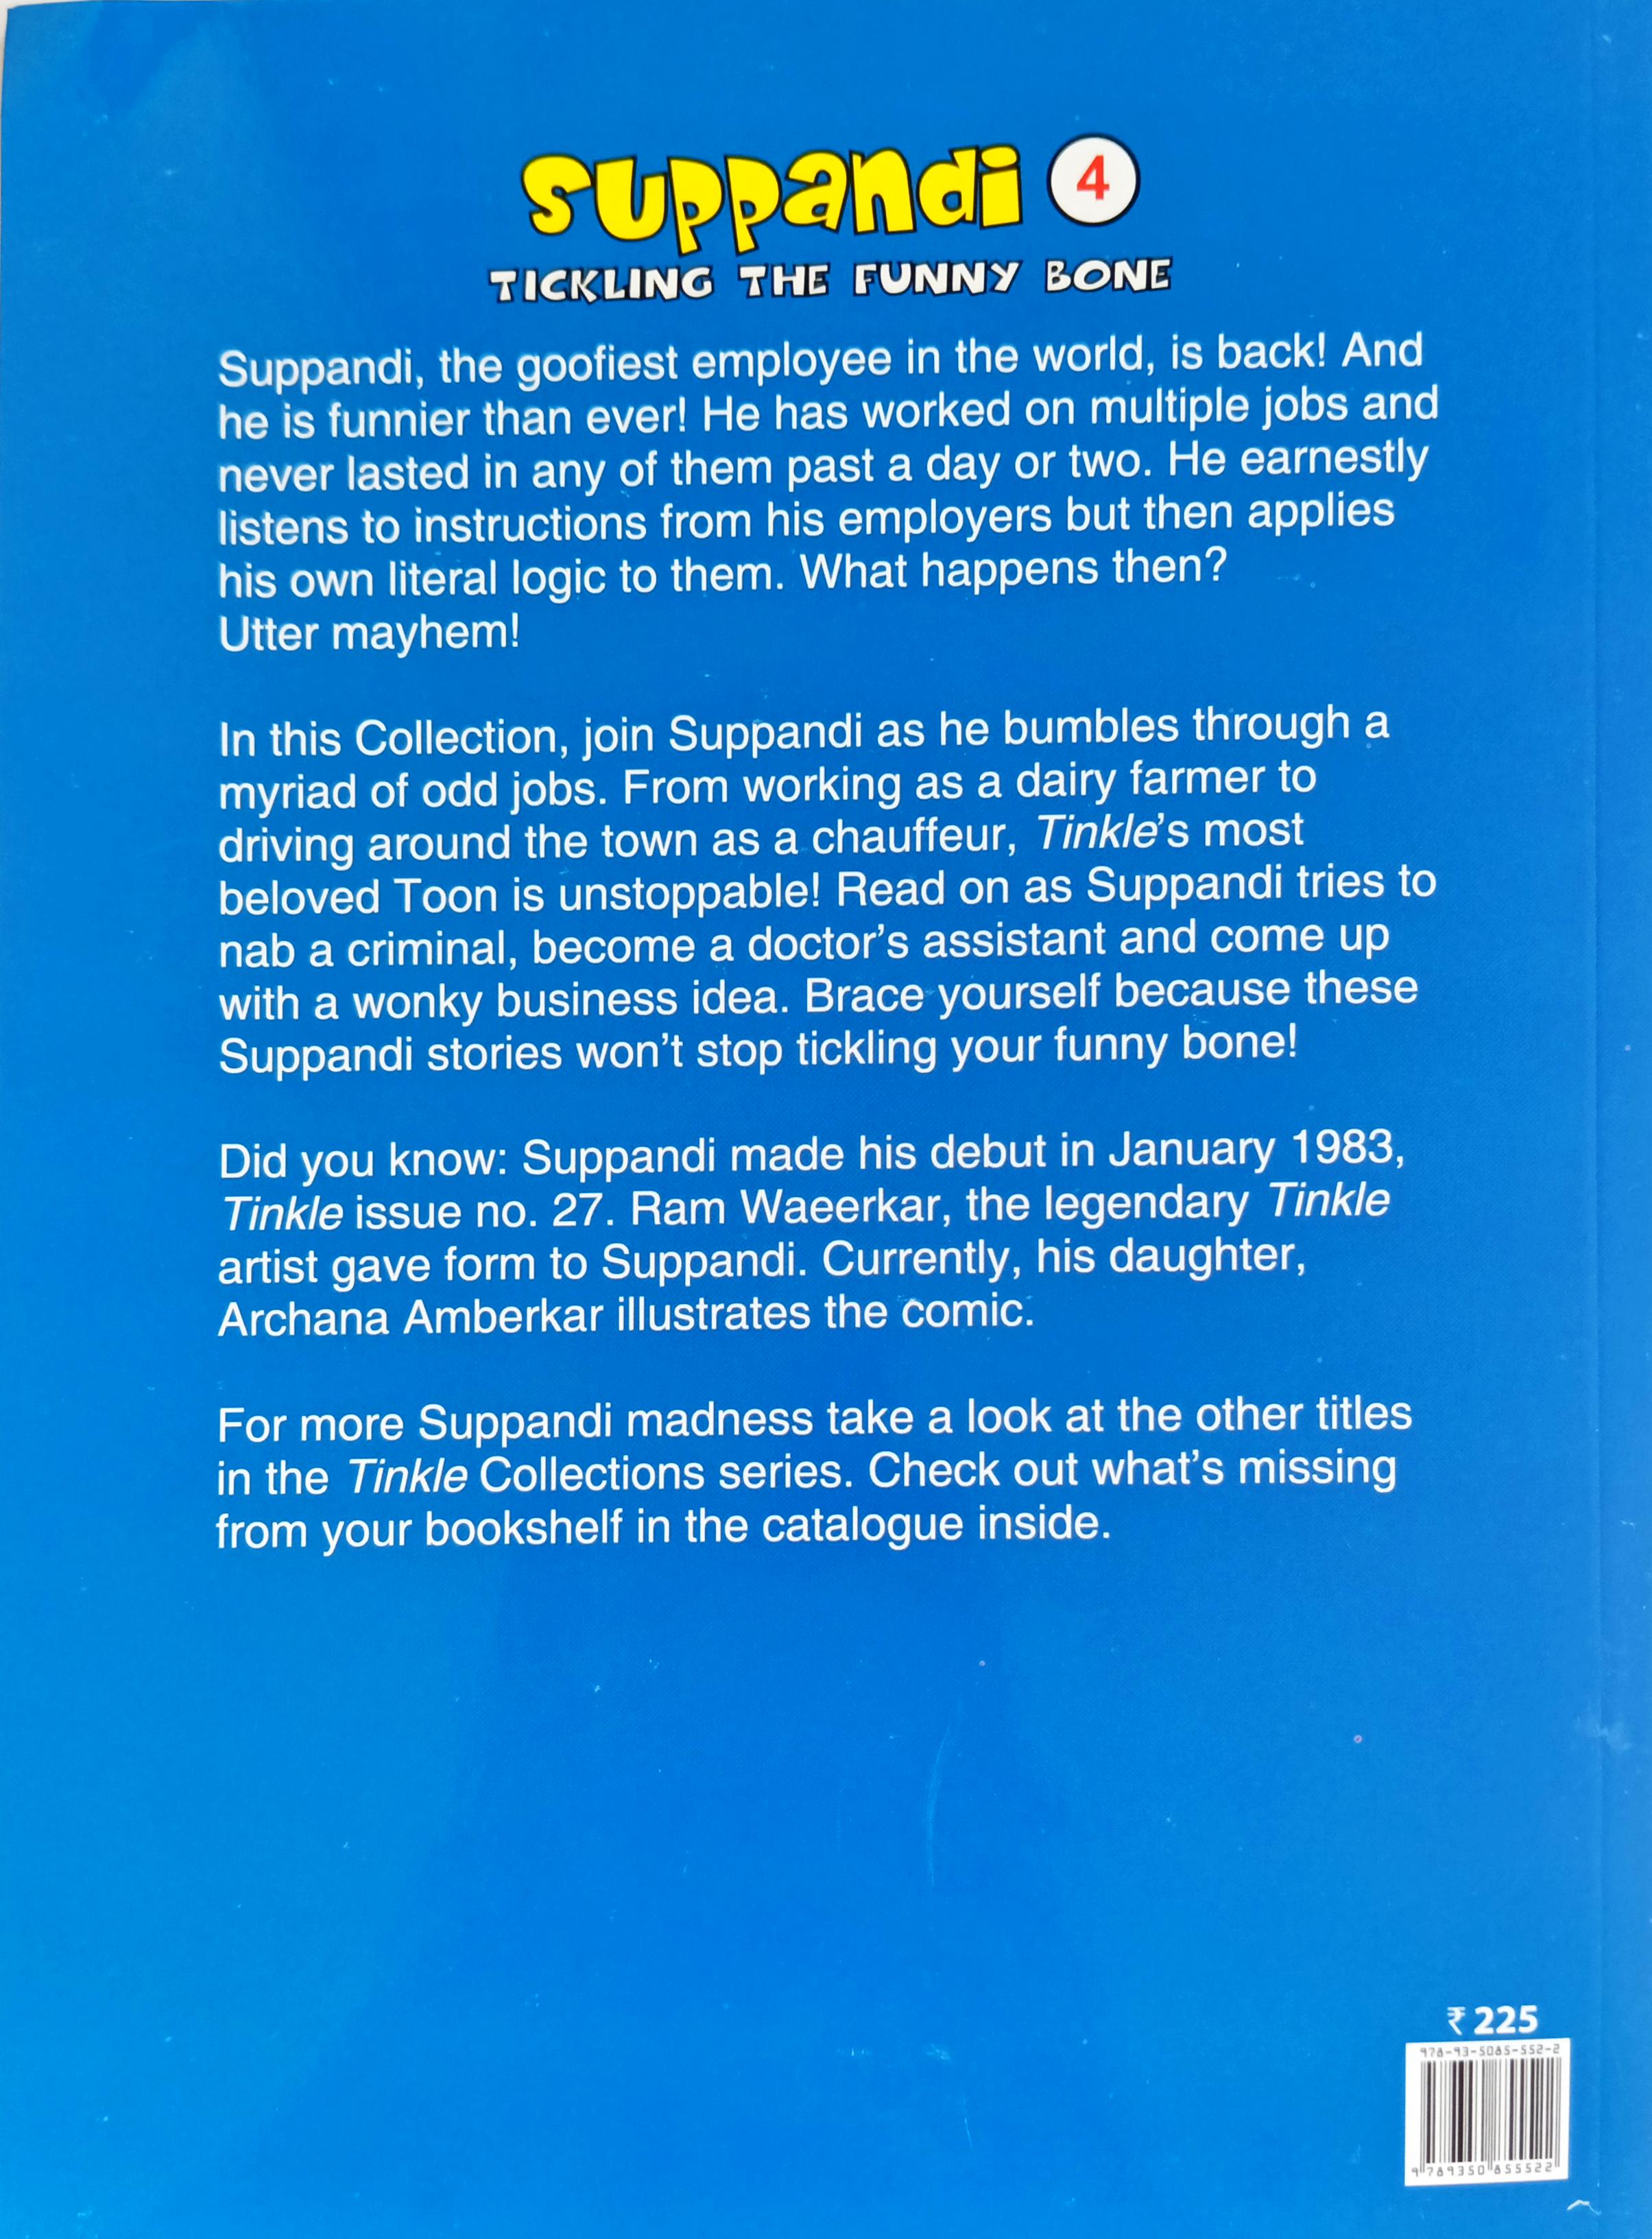 suppandi 4
TICKLING THE FUNNY BONE
Suppandi, the goofiest employee in the world, is back! And
he is funnier than ever! He has worked on multiple jobs and
never lasted in any of them past a day or two. He earnestly
listens to instructions from his employers but then applies
his own literal logic to them. What happens then?
Utter mayhem!
In this Collection, join Suppandi as he bumbles through a
myriad of odd jobs. From working as a dairy farmer to
driving around the town as a chauffeur, Tinkle's most
beloved Toon is unstoppable! Read on as Suppandi tries to
nab a criminal, become a doctor's assistant and come up
with a wonky business idea. Brace yourself because these
Suppandi stories won't stop tickling your funny bone!
Did you know: Suppandi made his debut in January 1983,
Tinkle issue no. 27. Ram Waeerkar, the legendary Tinkle
artist gave form to Suppandi. Currently, his daughter,
Archana Amberkar illustrates the comic.
For more Suppandi madness take a look at the other titles
in the Tinkle Collections series. Check out what's missing
from your bookshelf in the catalogue inside.
₹ 225
978-93-5085-552-2
9 789350 855522